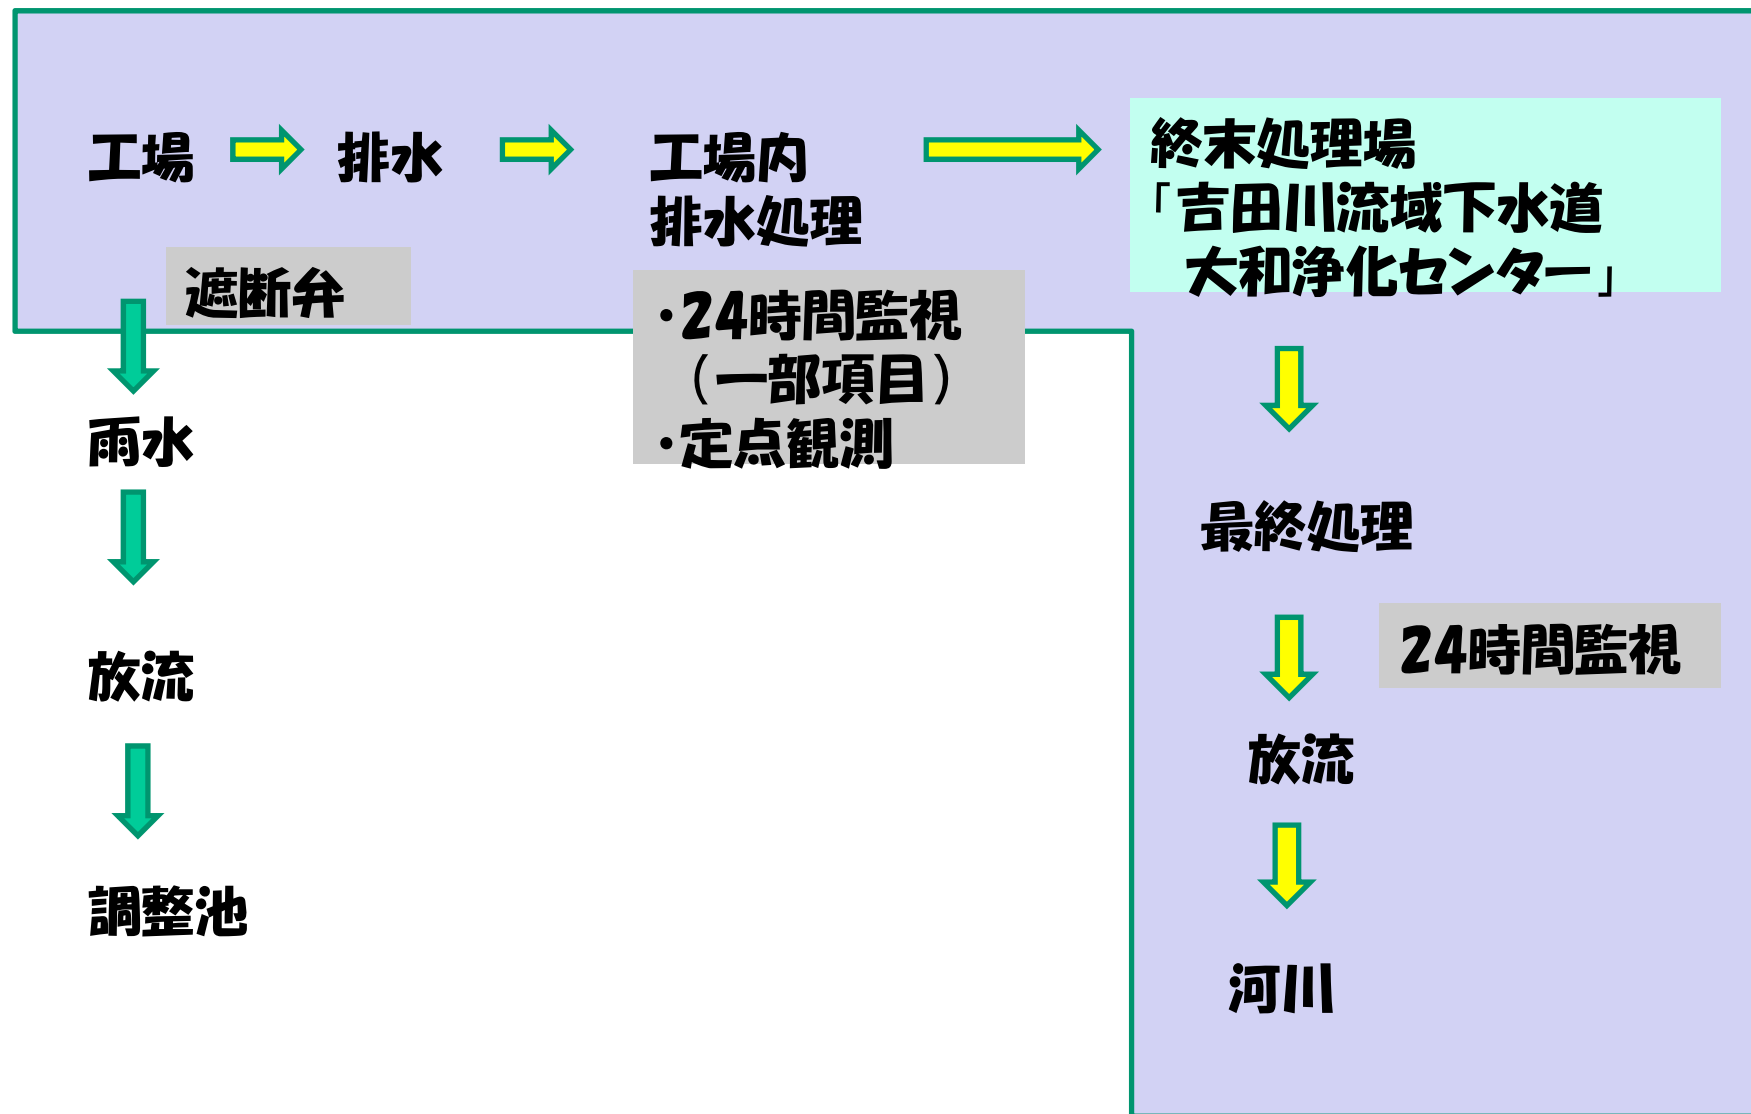 工場
排水
工場内
排水処理
終末処理場
「吉田川流域下水道
大和浄化センター」
遮断弁
・24時間監視
（一部項目）
・定点観測
雨水
放流
調整池
最終処理
24時間監視
放流
河川